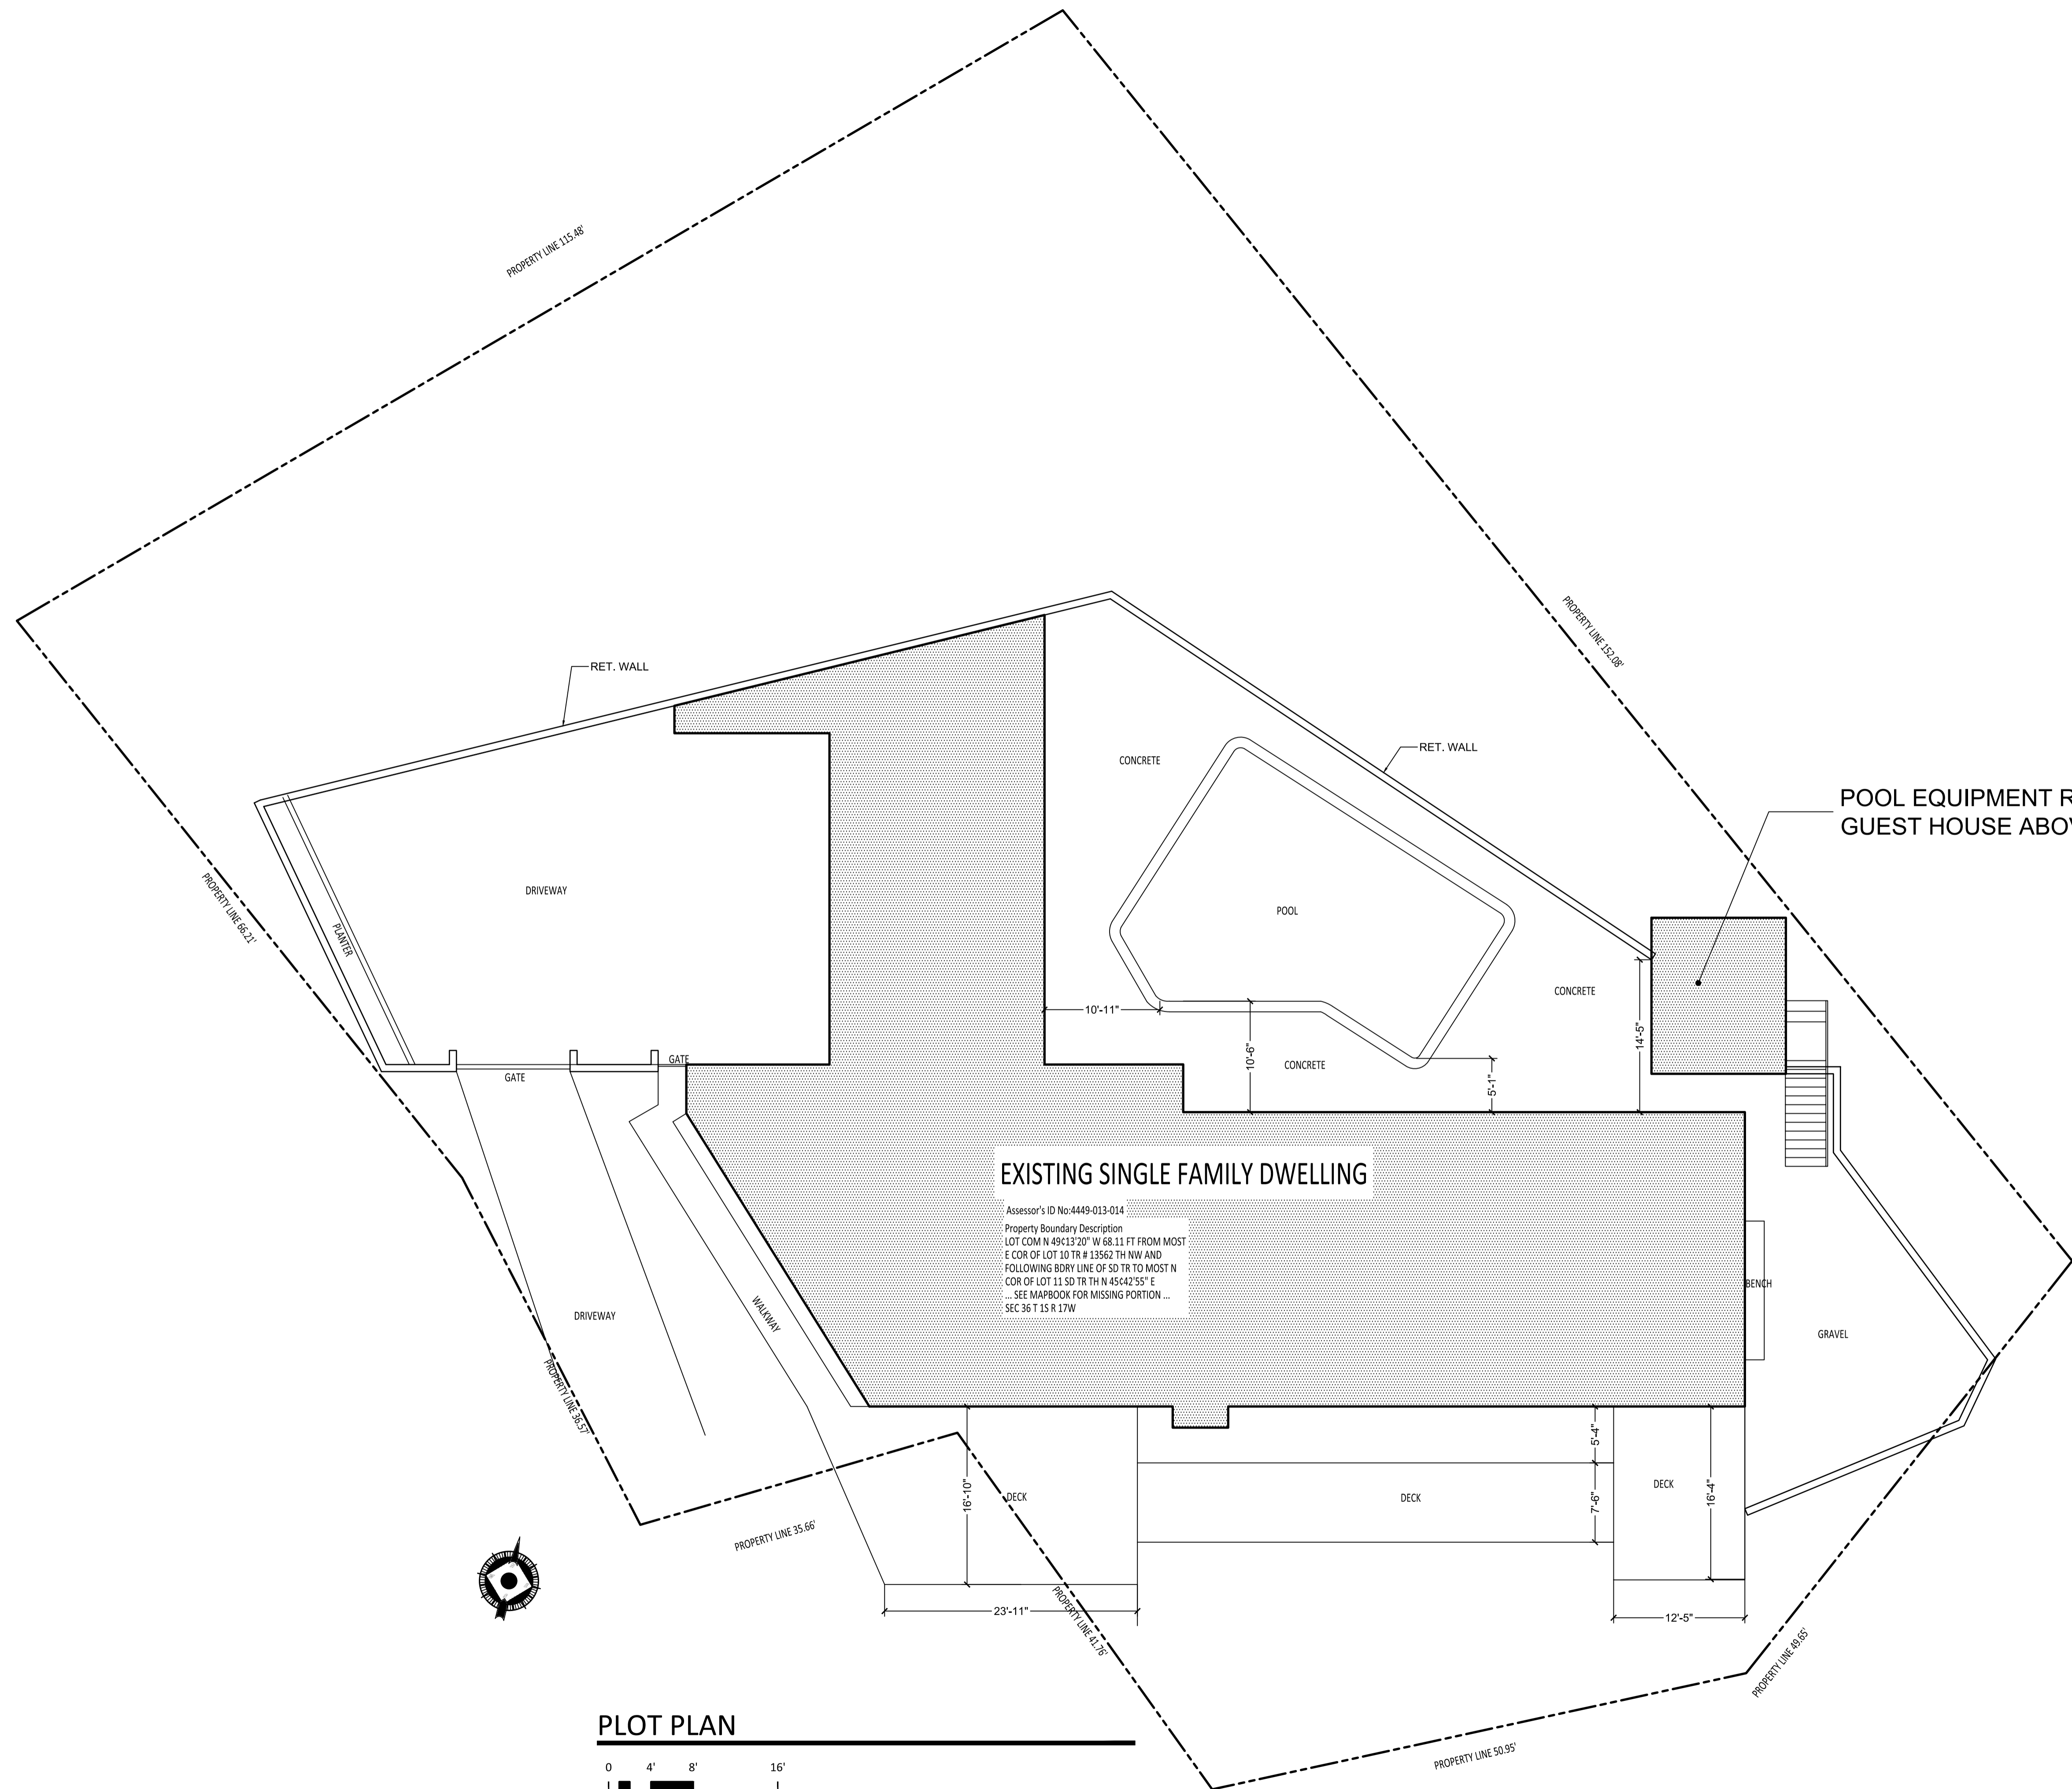 PROPERTY LINE 115.48'
PROPERTY LINE 152.08'
RET. WALL
RET. WALL
CONCRETE
POOL EQUIPMENT R
GUEST HOUSE ABOV
PROPERTY LINE 66.21'
PLANTER
DRIVEWAY
POOL
CONCRETE
10'-11"
10'-6"
14'-5"
GATE
GATE
CONCRETE
5'-1"
EXISTING SINGLE FAMILY DWELLING
Assessor's ID No:4449-013-014
Property Boundary Description
LOT COM N 49¢13'20" W 68.11 FT FROM MOST
E COR OF LOT 10 TR # 13562 TH NW AND
FOLLOWING BDRY LINE OF SD TR TO MOST N
COR OF LOT 11 SD TR TH N 45¢42'55" E
... SEE MAPBOOK FOR MISSING PORTION ...
SEC 36 T 1S R 17W
BENCH
GRAVEL
WALKWAY
DRIVEWAY
PROPERTY LINE 36.57'
5'-4"
16'-10"
DECK
DECK
7'-6"
DECK
16'-4"
PROPERTY LINE 35.66'
23'-11"
PROPERTY LINE 41.76'
12'-5"
PROPERTY LINE 49.65'
PROPERTY LINE 50.95'
PLOT PLAN
0 4' 8' 16'